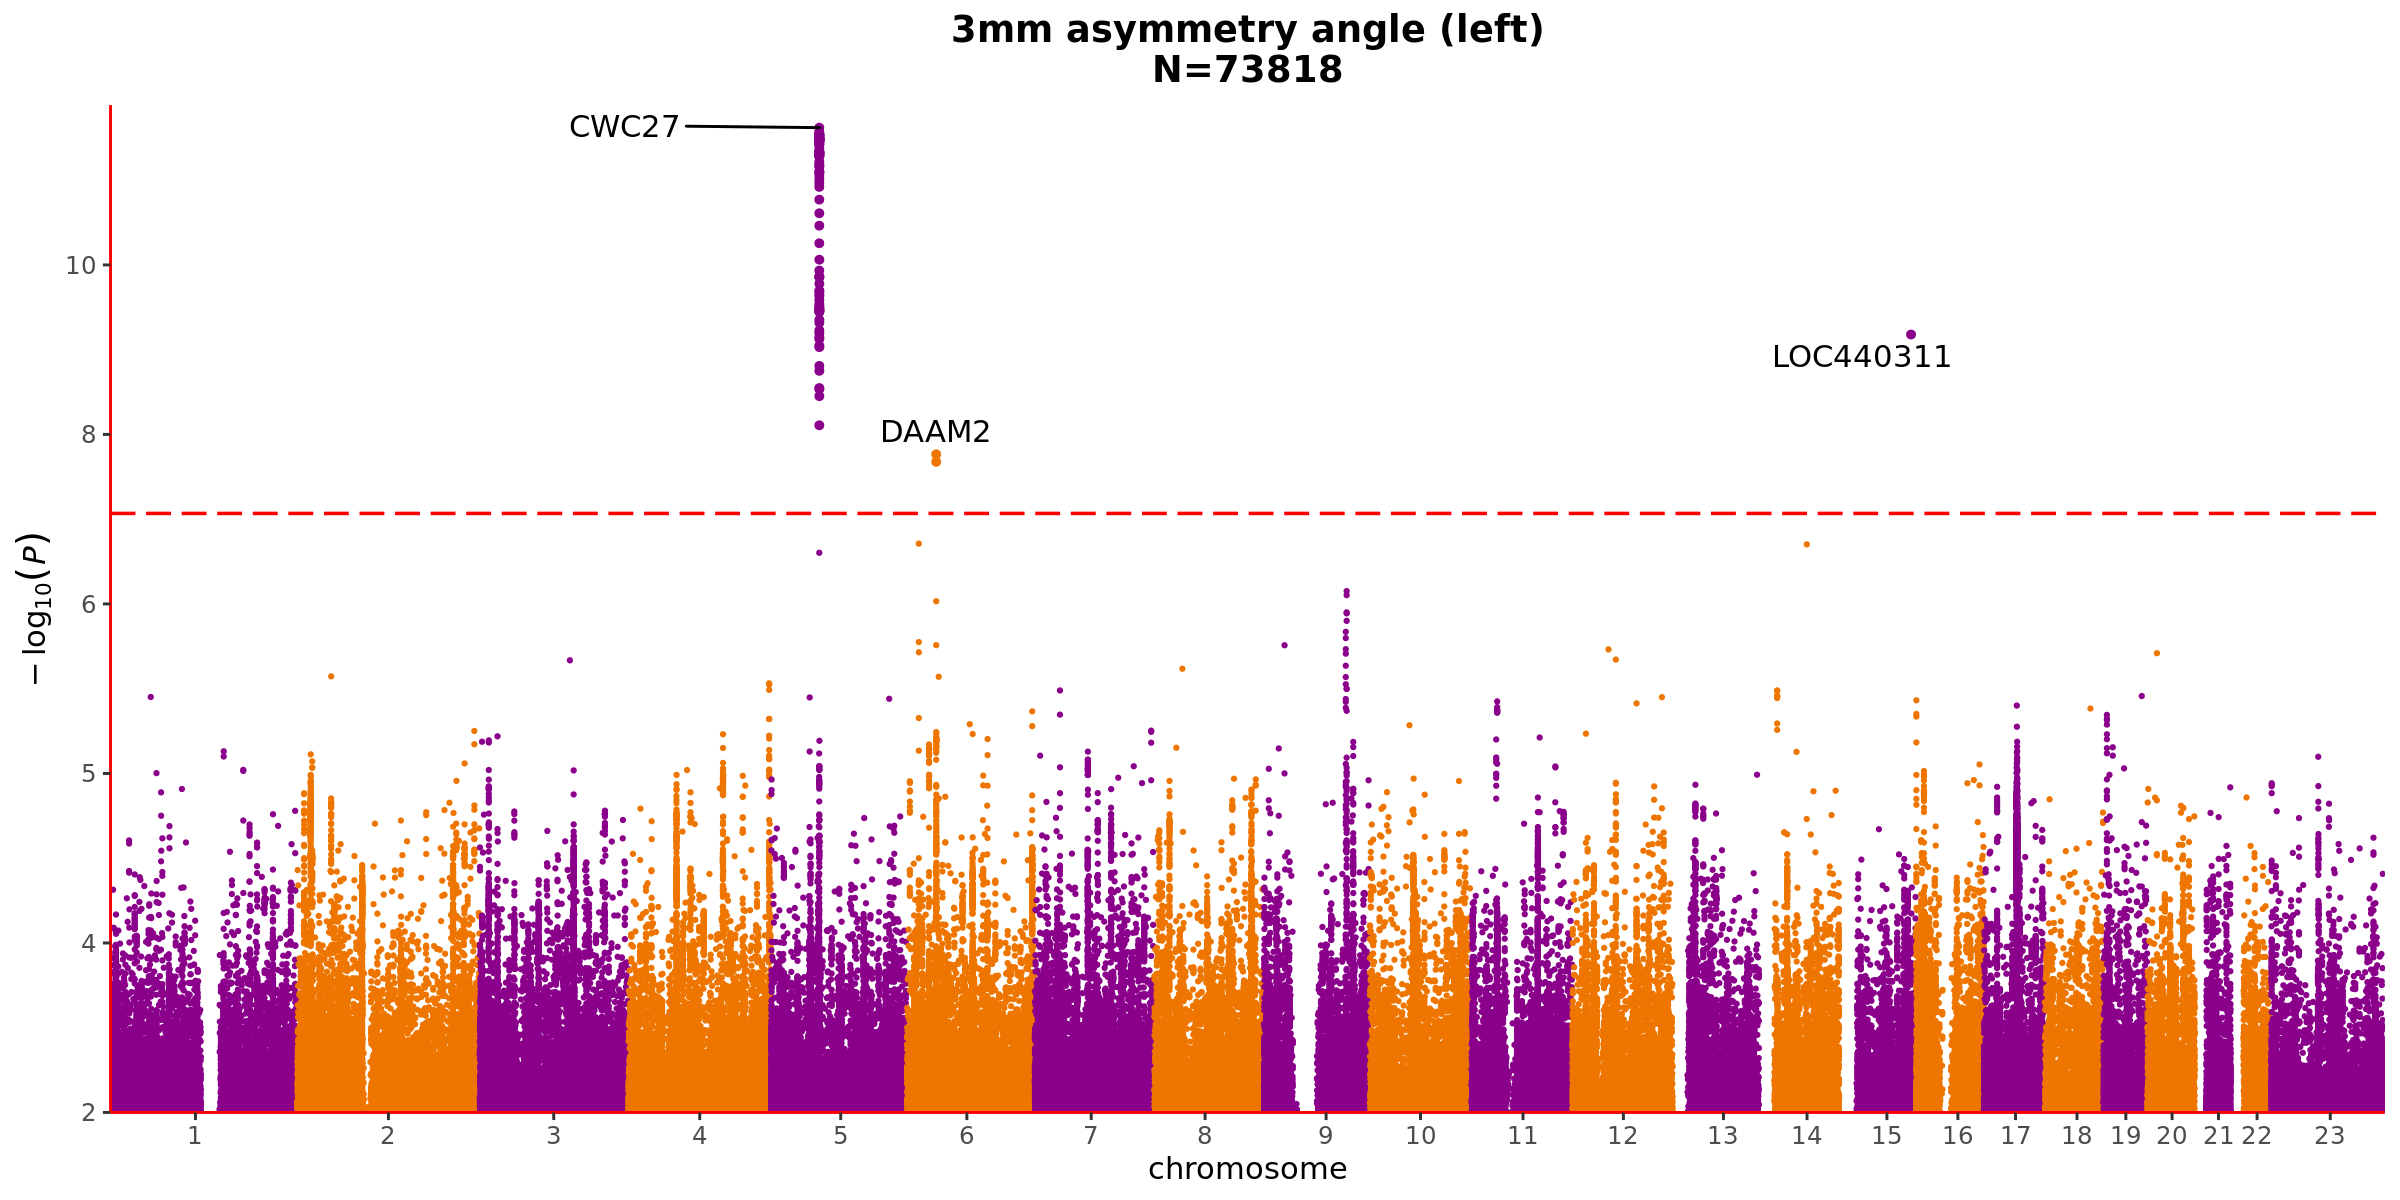 3mm asymmetry angle (left)
N=73818
CWC27
DAAM2
LOC440311
− log10(P)
10
8
6
5
4
2
1 2 3 4 5 6 7 8 9 10 11 12 13 14 15 16 17 18 19 20 21 22 23
chromosome